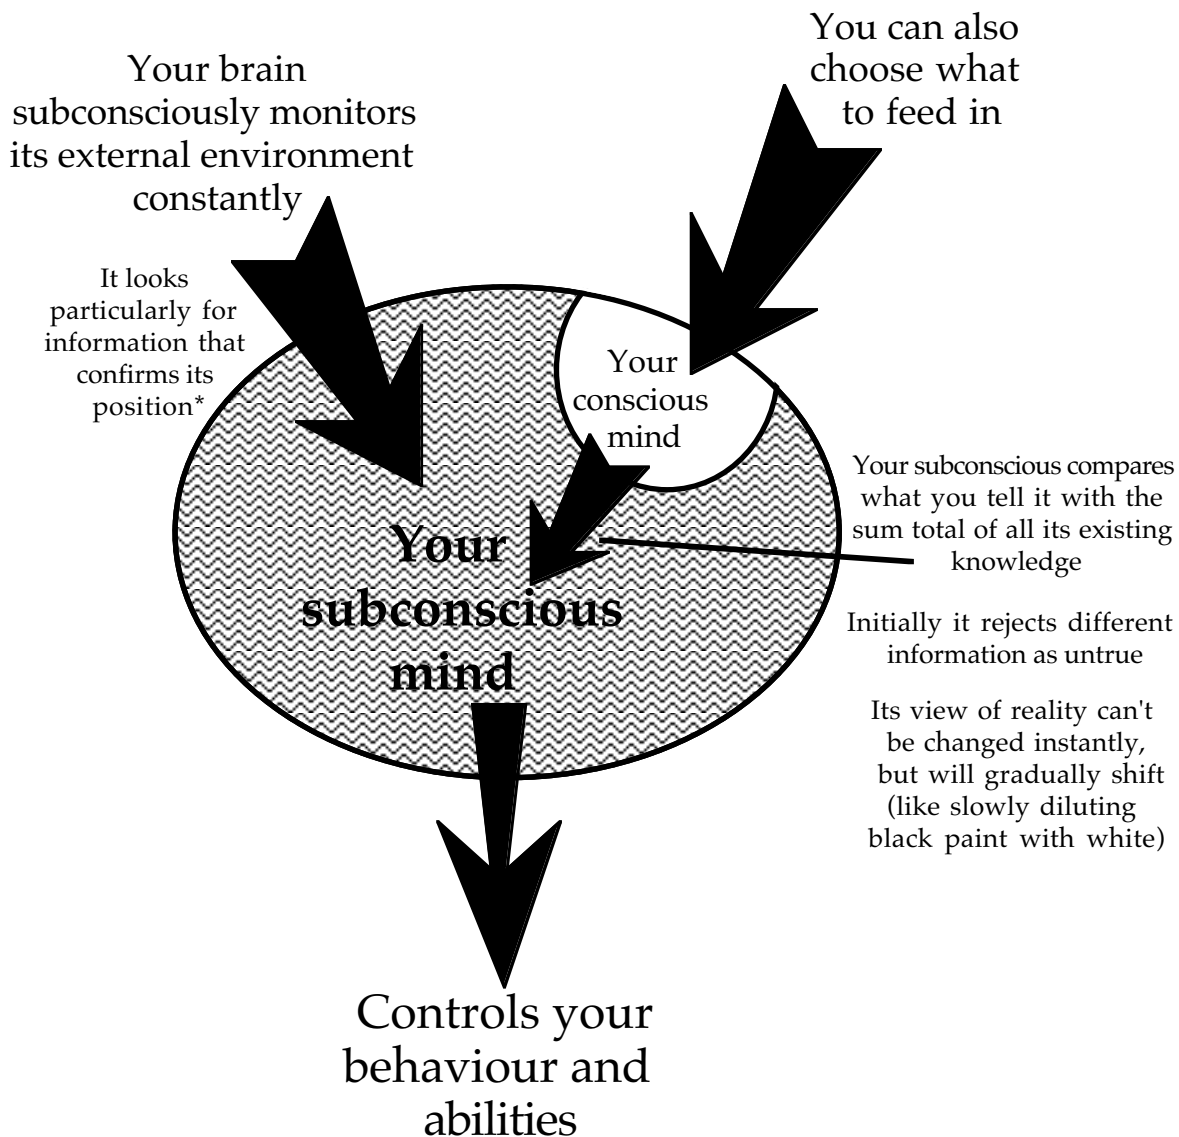 Your brain
subconsciously monitors
its external environment
constantly
You can also
choose what
to feed in
It looks
particularly for
information that
confirms its
position*
Your
conscious
mind
Your
subconscious
mind
Your subconscious compares
what you tell it with the
sum total of all its existing
knowledge
Initially it rejects different
information as untrue
Its view of reality can't
be changed instantly,
but will gradually shift
(like slowly diluting
black paint with white)
Controls your
behaviour and
abilities